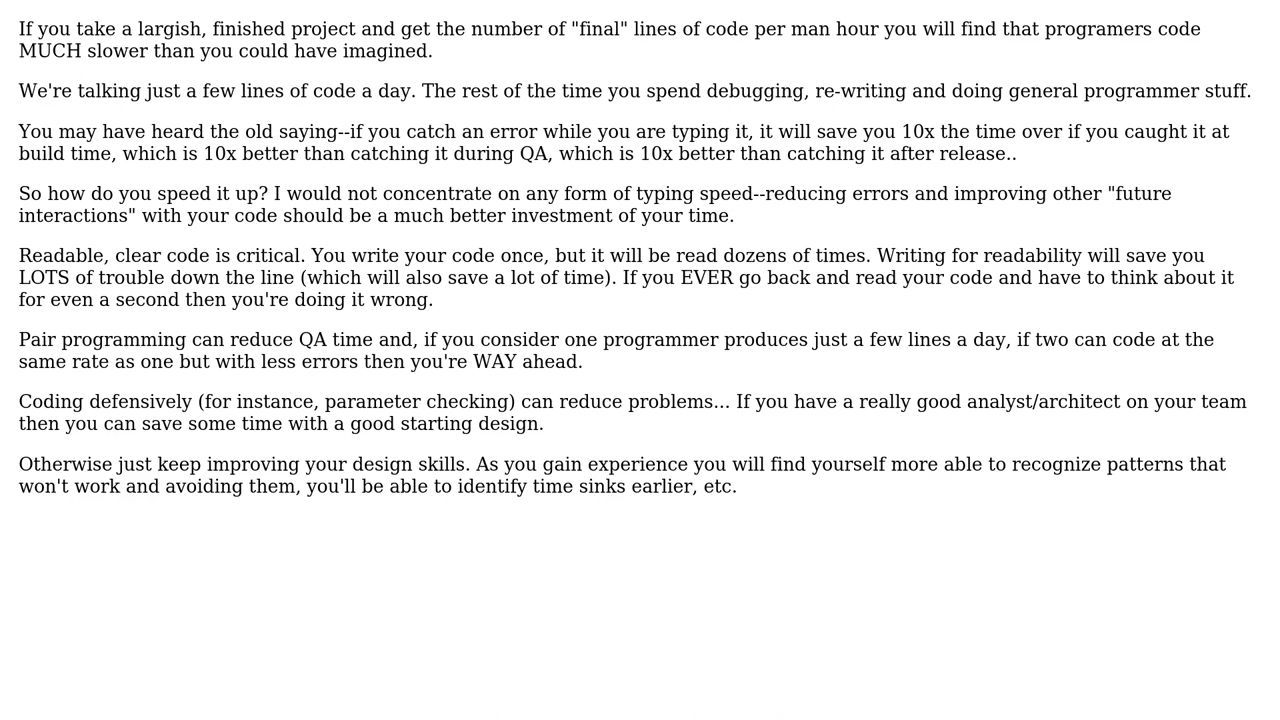 If you take a largish, finished project and get the number of "final" lines of code per man hour you will find that programers code
MUCH slower than you could have imagined.
We're talking just a few lines of code a day. The rest of the time you spend debugging, re-writing and doing general programmer stuff.
You may have heard the old saying--if you catch an error while you are typing it, it will save you 10x the time over if you caught it at
build time, which is 10x better than catching it during QA, which is 10x better than catching it after release..
So how do you speed it up? I would not concentrate on any form of typing speed--reducing errors and improving other "future
interactions" with your code should be a much better investment of your time.
Readable, clear code is critical. You write your code once, but it will be read dozens of times. Writing for readability will save you
LOTS of trouble down the line (which will also save a lot of time). If you EVER go back and read your code and have to think about it
for even a second then you're doing it wrong.
Pair programming can reduce QA time and, if you consider one programmer produces just a few lines a day, if two can code at the
same rate as one but with less errors then you're WAY ahead.
Coding defensively (for instance, parameter checking) can reduce problems... If you have a really good analyst/architect on your team
then you can save some time with a good starting design.
Otherwise just keep improving your design skills. As you gain experience you will find yourself more able to recognize patterns that
won't work and avoiding them, you'll be able to identify time sinks earlier, etc.